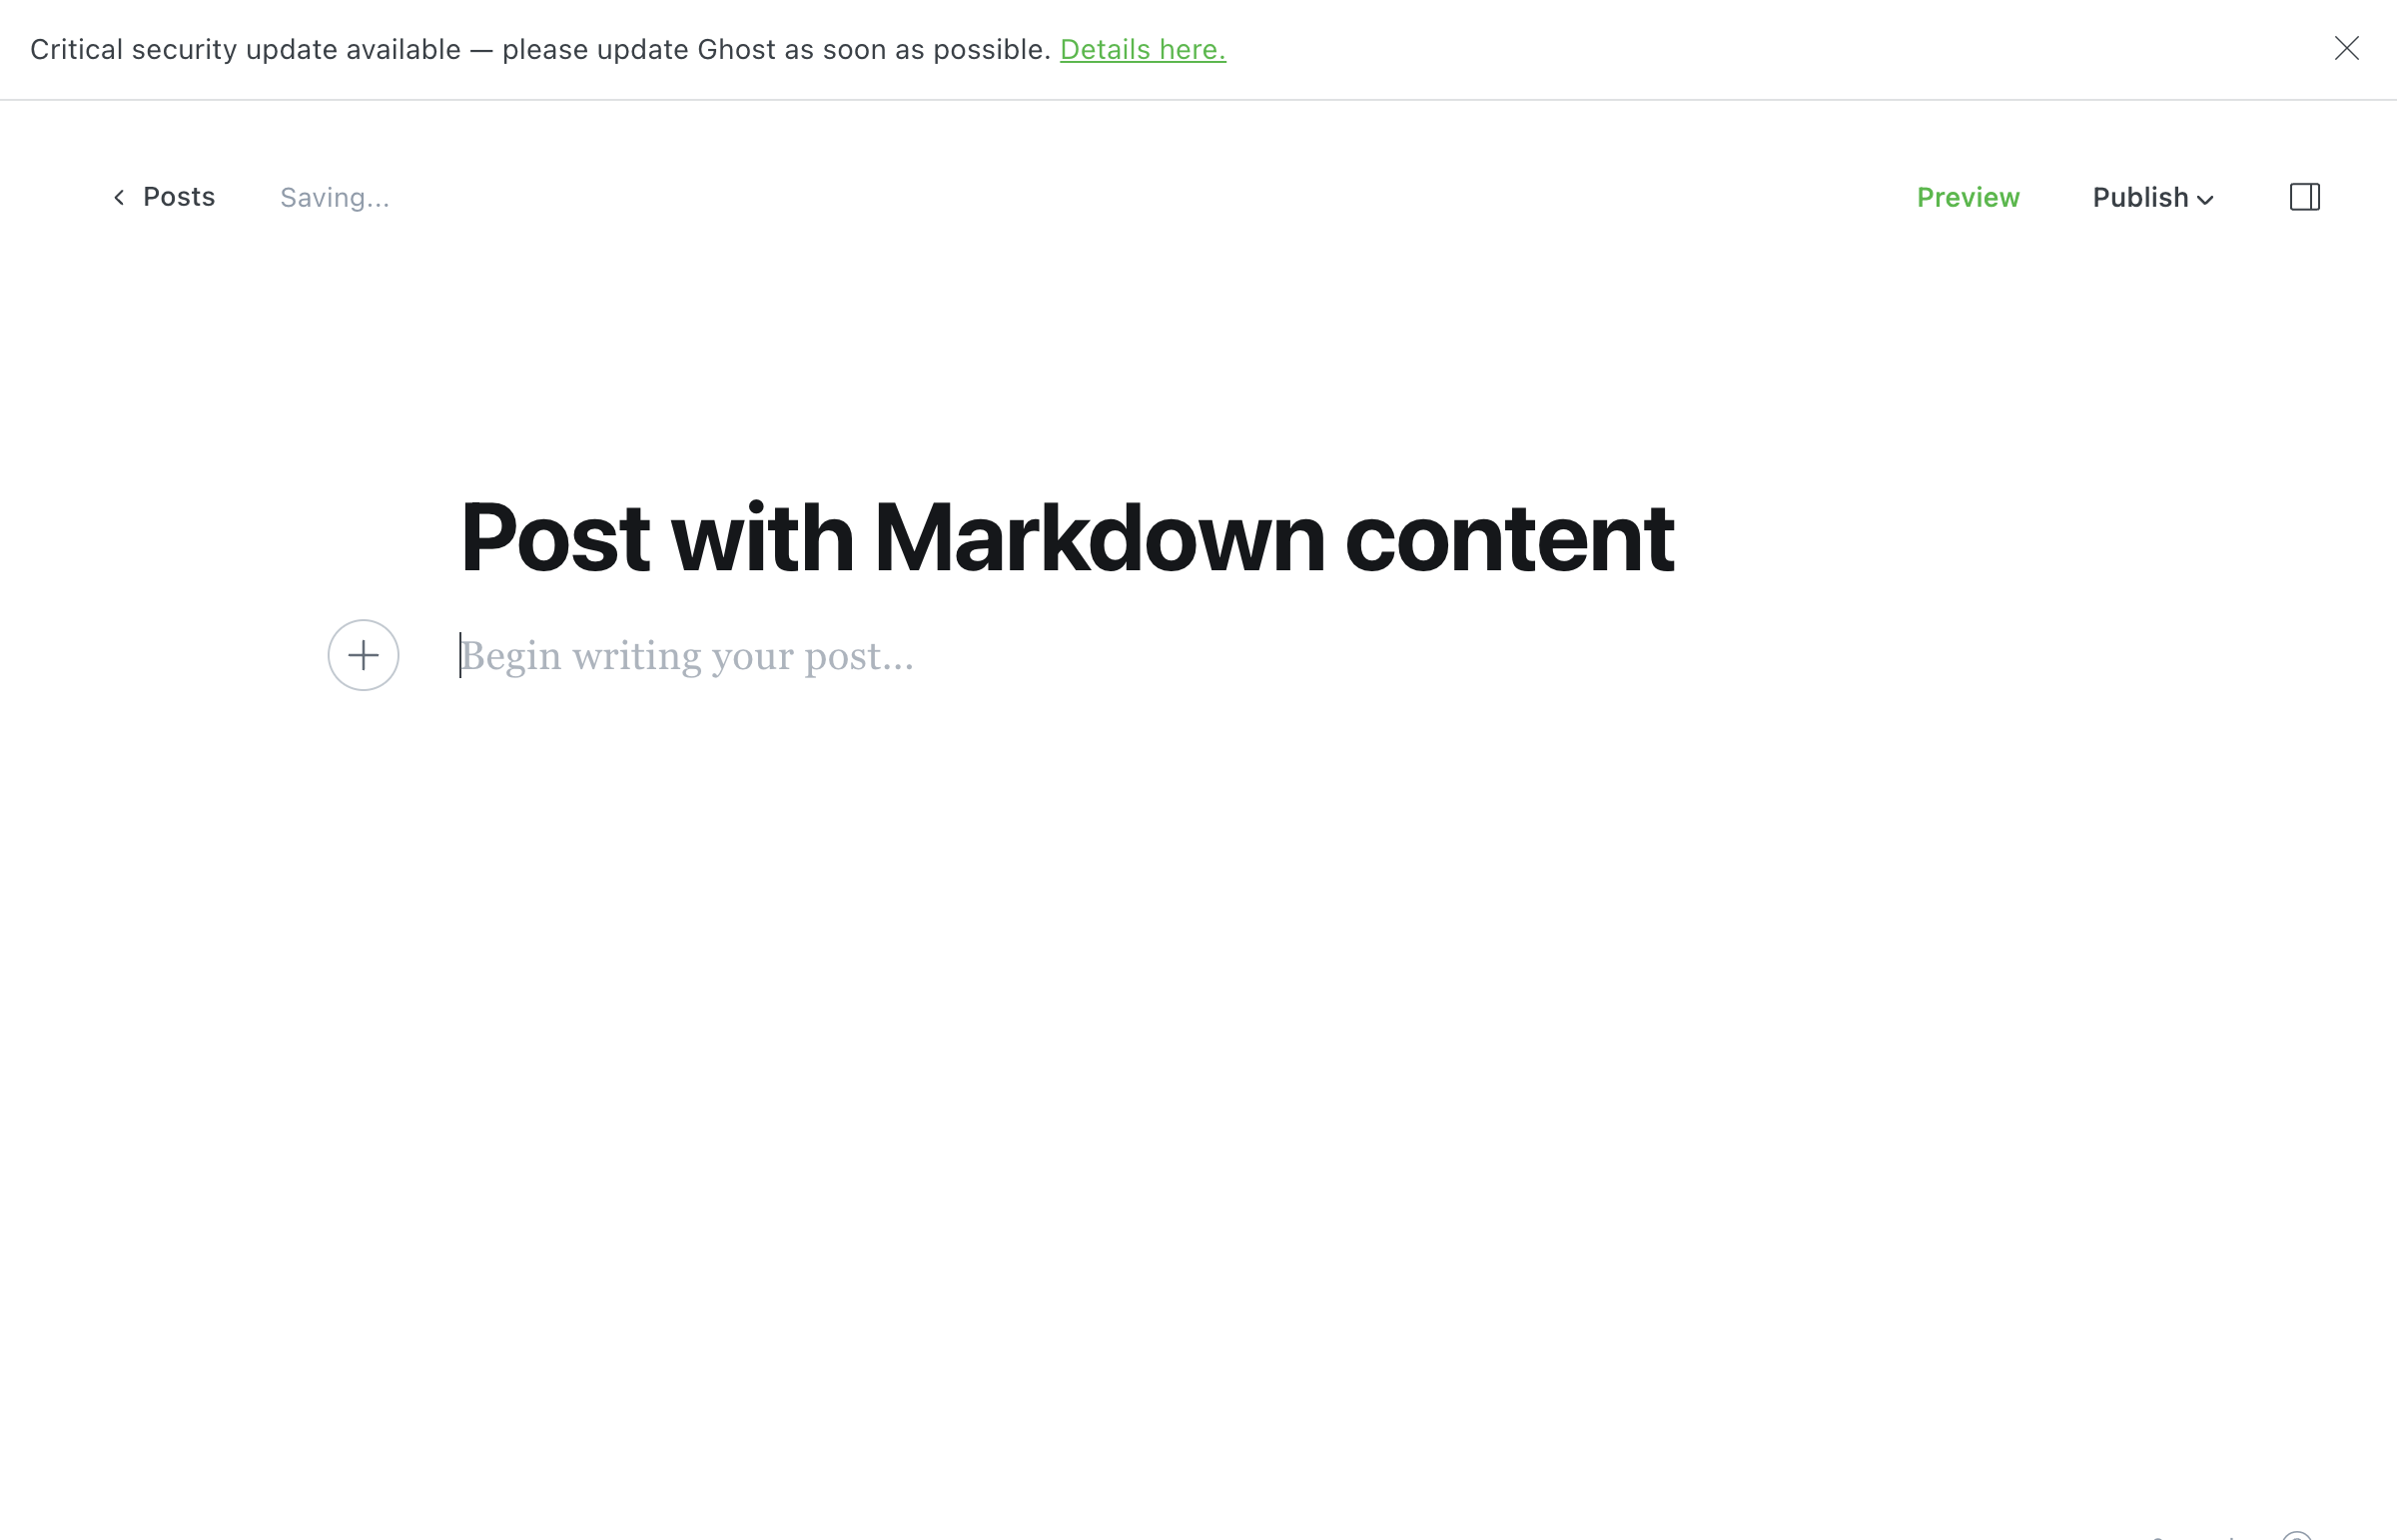 Critical security update available — please update Ghost as soon as possible. Details here.
Posts Saving... Preview Publish
Post with Markdown content
Begin writing your post...